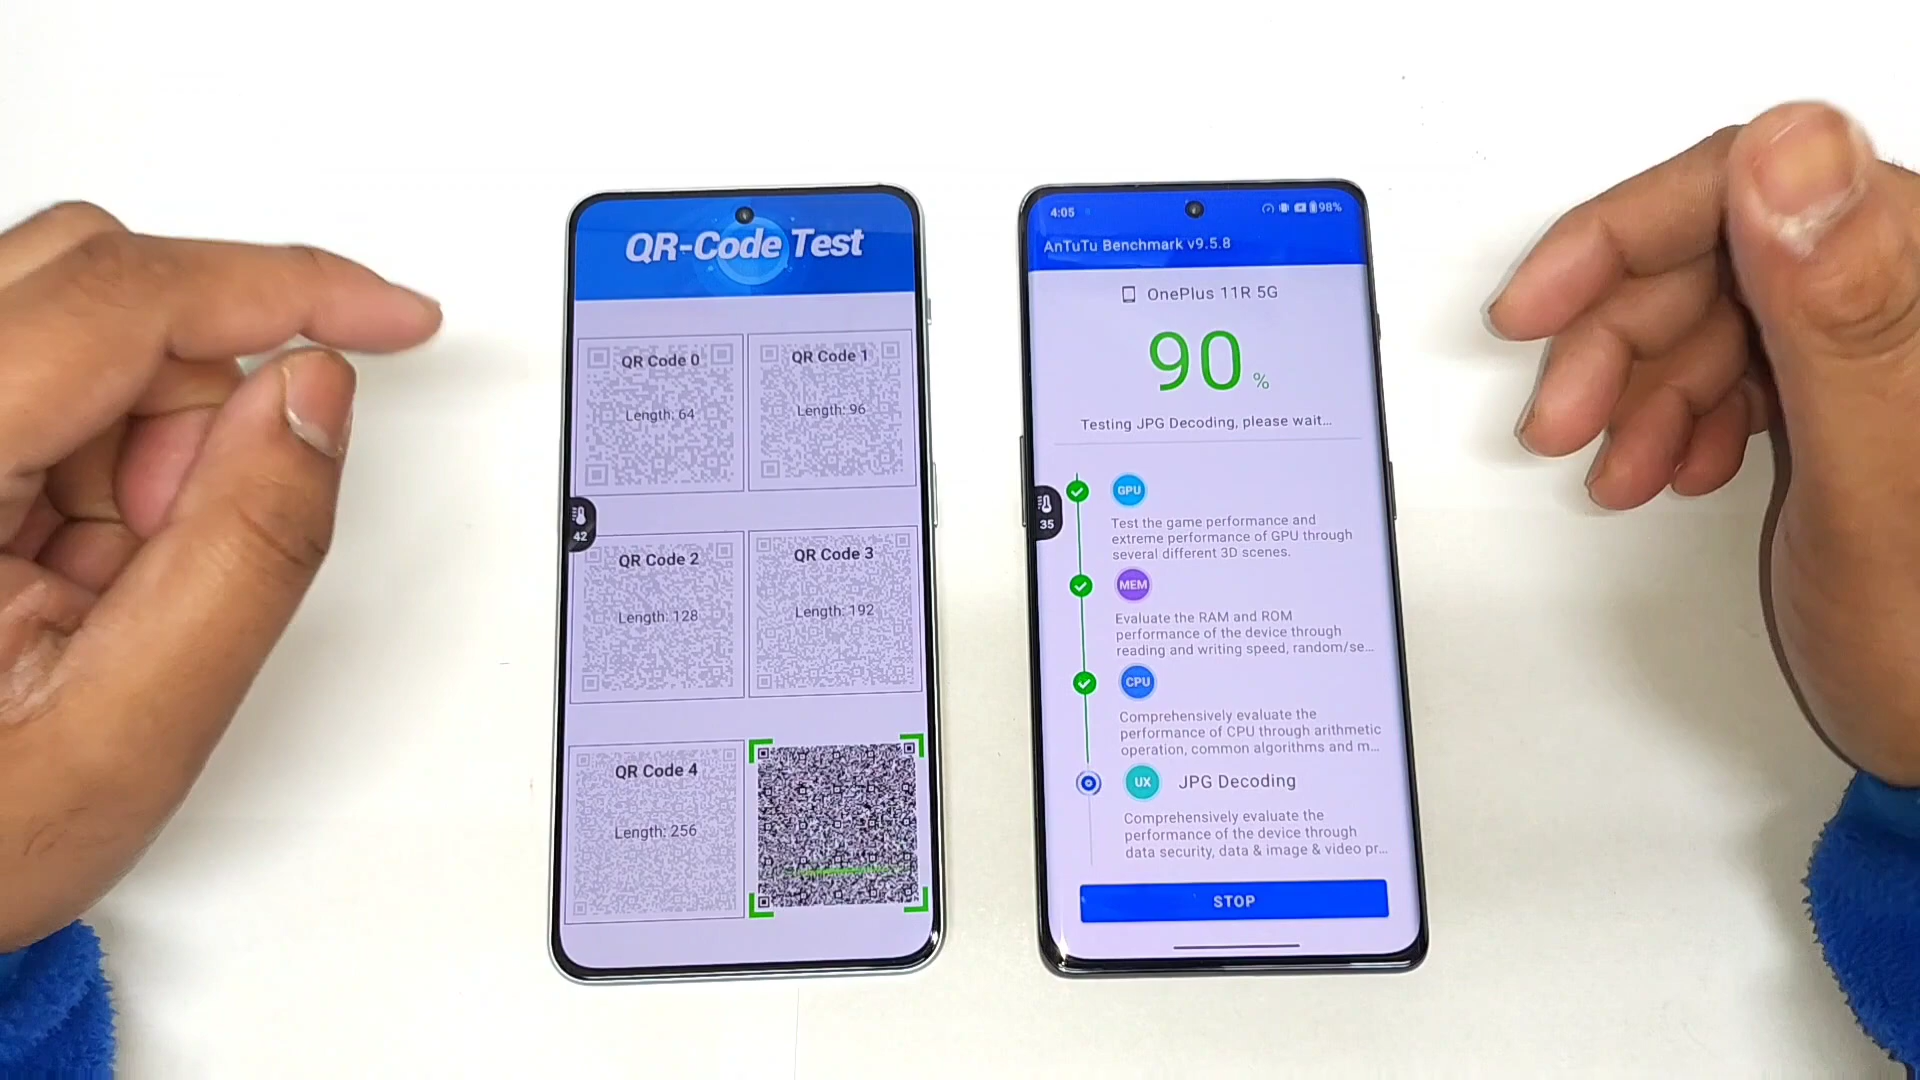 QR-Code Test
QR Code 0
Length: 64
QR Code 1
Length: 96
42
QR Code 2
Length: 128
QR Code 3
Length: 192
QR Code 4
Length: 256
4:05
98%
AnTuTu Benchmark v9.5.8
OnePlus 11R 5G
90 %
Testing JPG Decoding, please wait...
35
GPU
Test the game performance and
extreme performance of GPU through
several different 3D scenes.
MEM
Evaluate the RAM and ROM
performance of the device through
reading and writing speed, random/se...
CPU
Comprehensively evaluate the
performance of CPU through arithmetic
operation, common algorithms and m...
UX JPG Decoding
Comprehensively evaluate the
performance of the device through
data security, data & image & video pr...
STOP